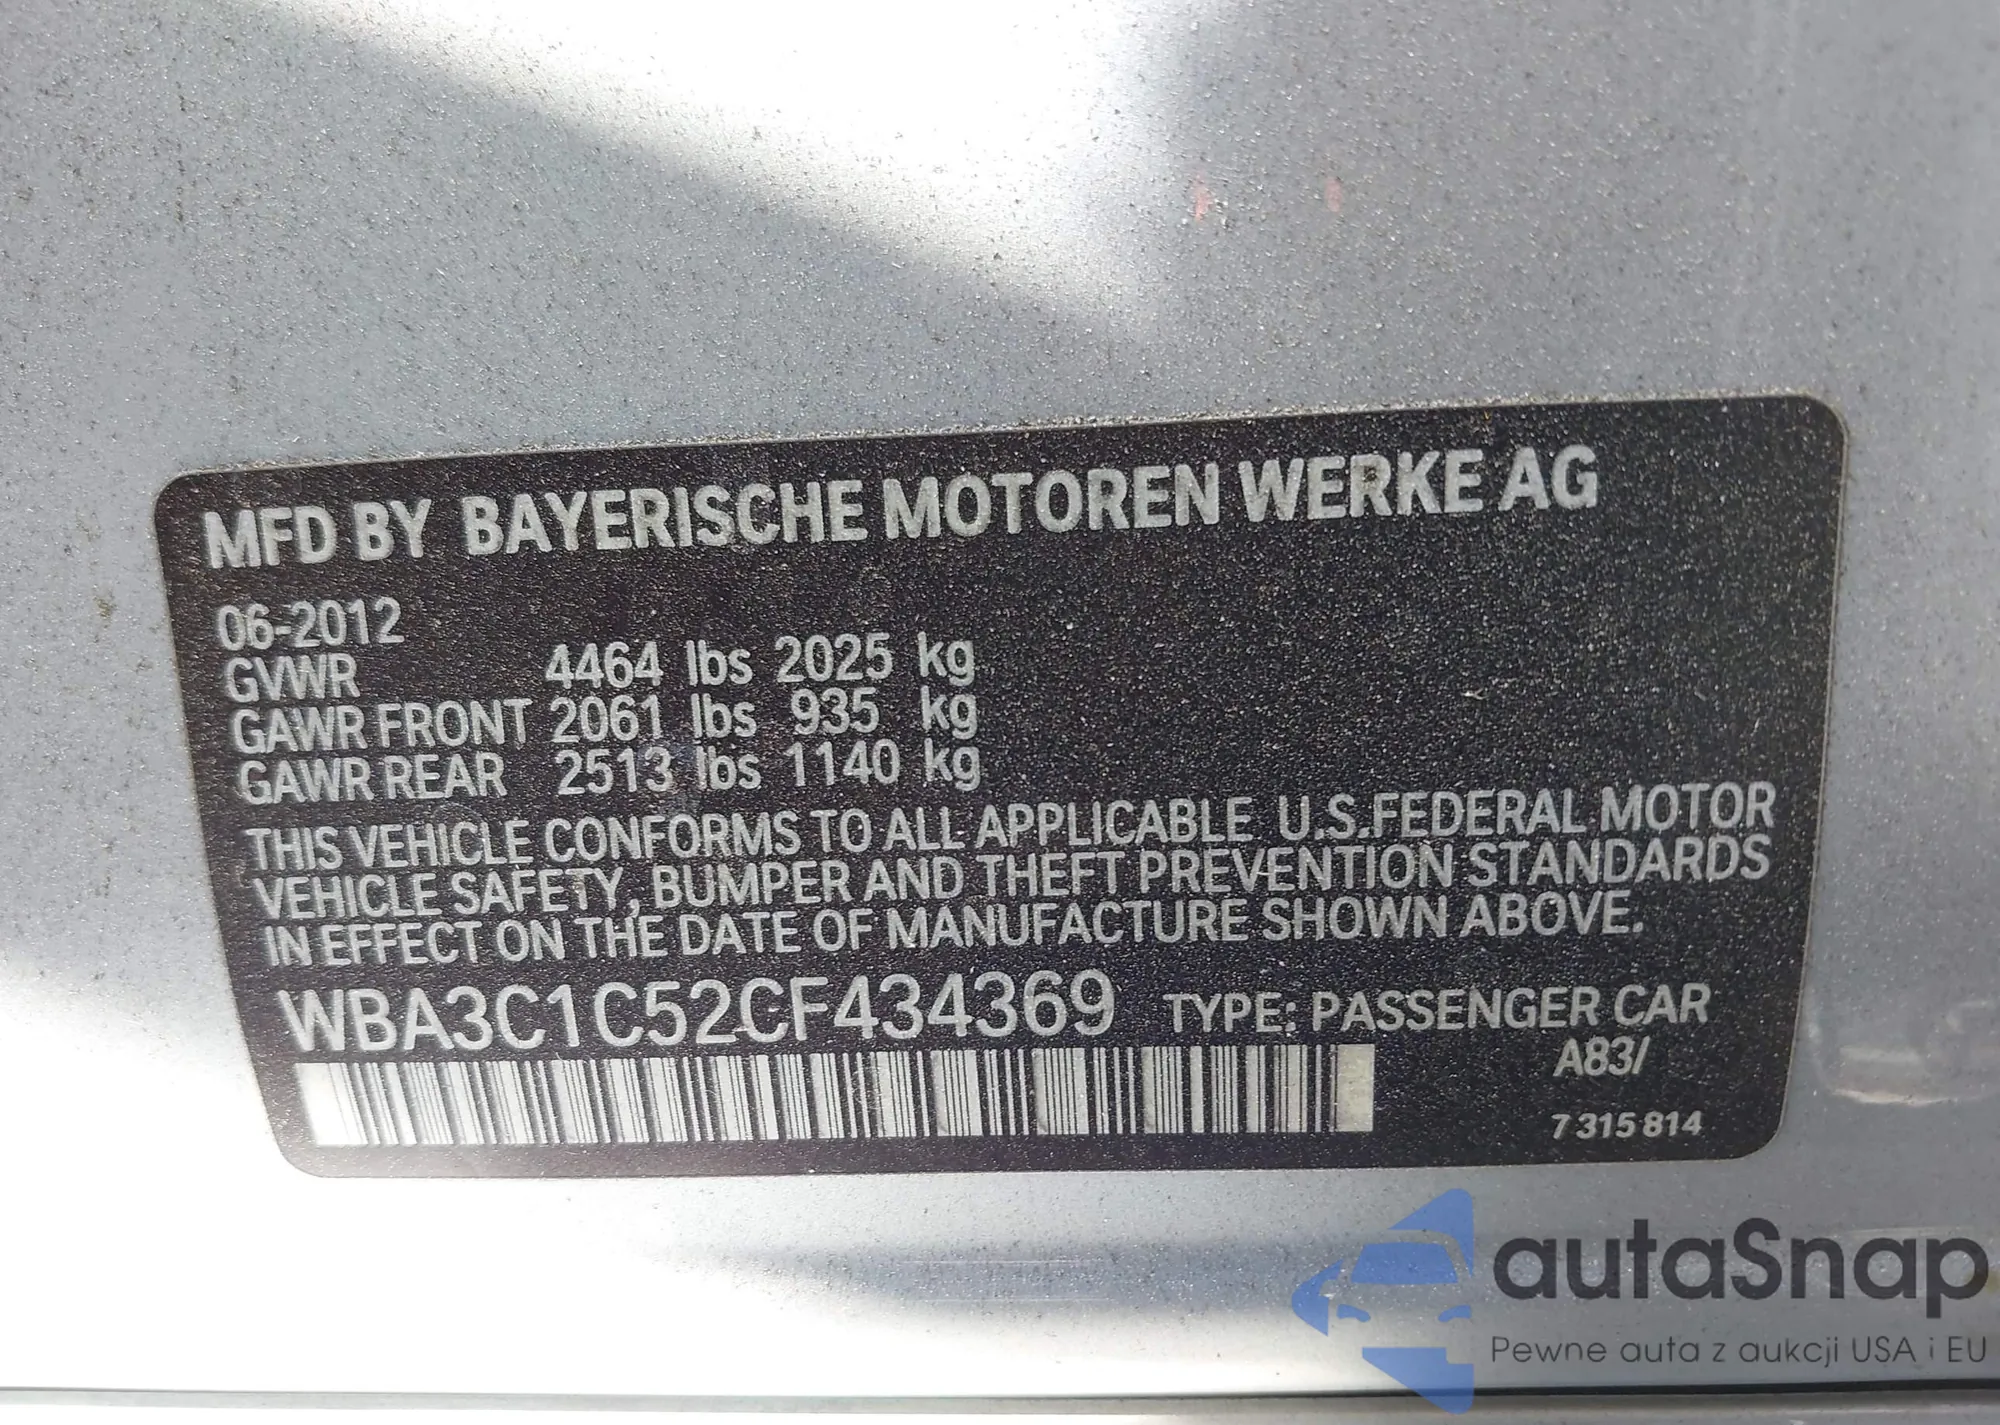 MFD BY BAYERISCHE MOTOREN WERKE AG
06-2012
GVWR 4464 lbs 2025 kg
GAWR FRONT 2061 lbs 935 kg
GAWR REAR 2513 lbs 1140 kg
THIS VEHICLE CONFORMS TO ALL APPLICABLE U.S.FEDERAL MOTOR
VEHICLE SAFETY, BUMPER AND THEFT PREVENTION STANDARDS
IN EFFECT ON THE DATE OF MANUFACTURE SHOWN ABOVE.
WBA3C1C52CF434369 TYPE: PASSENGER CAR
A83/
7 315 814
autaSnap
Pewne auta z aukcji USA i EU